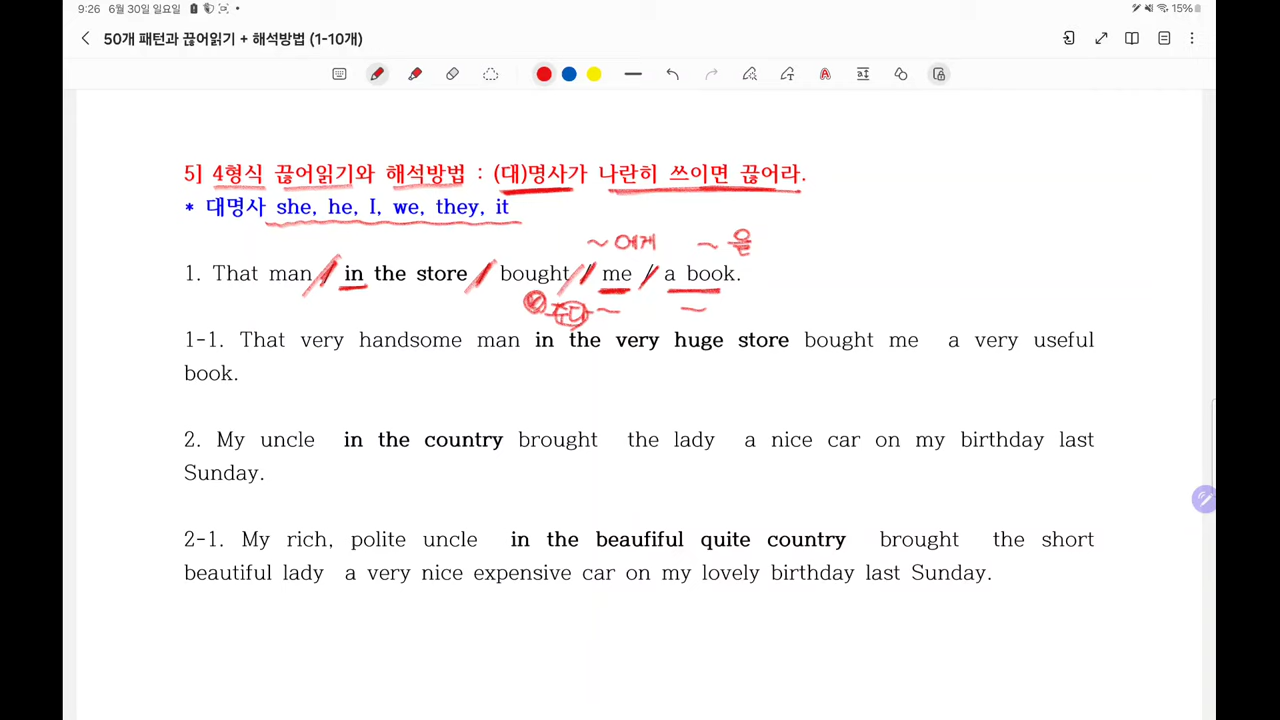 9:26 6월 30일 일요일
15%
50개 패턴과 끊어읽기 + 해석방법 (1-10개)
5] 4형식 끊어읽기와 해석방법 : (대)명사가 나란히 쓰이면 끊어라.
* 대명사 she, he, I, we, they, it
~ 에게 ~ 을
1. That man / in the store / bought / me / a book.
주다 ~ ~
1-1. That very handsome man in the very huge store bought me a very useful
book.
2. My uncle in the country brought the lady a nice car on my birthday last
Sunday.
2-1. My rich, polite uncle in the beaufiful quite country brought the short
beautiful lady a very nice expensive car on my lovely birthday last Sunday.